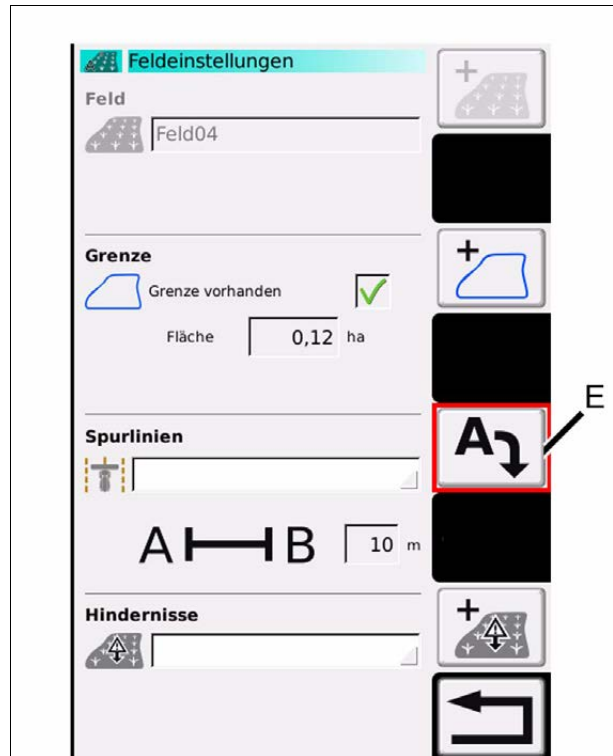 Feldeinstellungen
Feld
Feld04
Grenze
Grenze vorhanden
Fläche 0,12 ha
E
A
Spurlinien
A B 10 m
Hindernisse